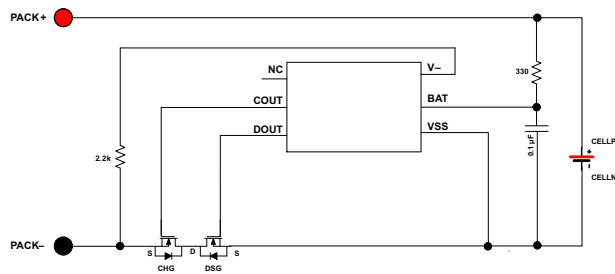 PACK+
NC
V–
330
COUT
BAT
DOUT
VSS
0.1 µF
CELLP
+
-
CELLN
2.2k
PACK–
S
D
S
CHG
DSG